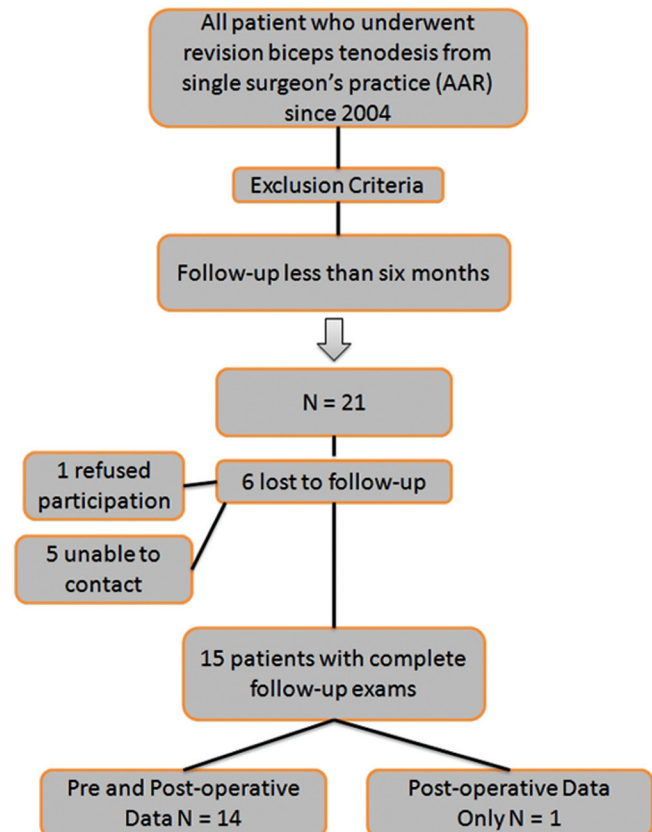 All patient who underwent
revision biceps tenodesis from
single surgeon's practice (AAR)
since 2004
Exclusion Criteria
Follow-up less than six months
N = 21
1 refused
participation
6 lost to follow-up
5 unable to
contact
15 patients with complete
follow-up exams
Pre and Post-operative
Data N = 14
Post-operative Data
Only N = 1